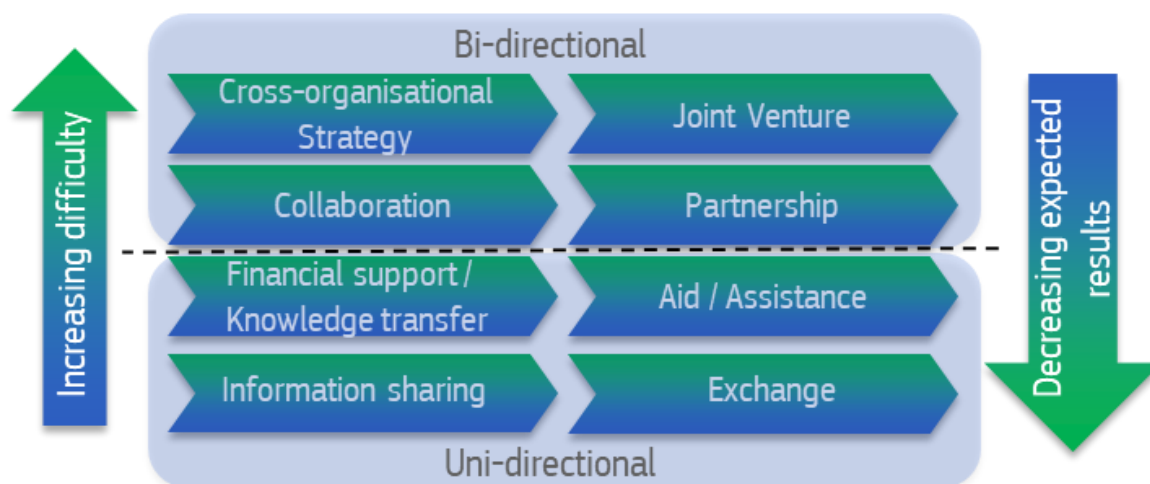 Bi-directional
Increasing difficulty
Cross-organisational
Strategy
Joint Venture
Collaboration
Partnership
Financial support /
Knowledge transfer
Aid / Assistance
Information sharing
Exchange
Uni-directional
Decreasing expected
results